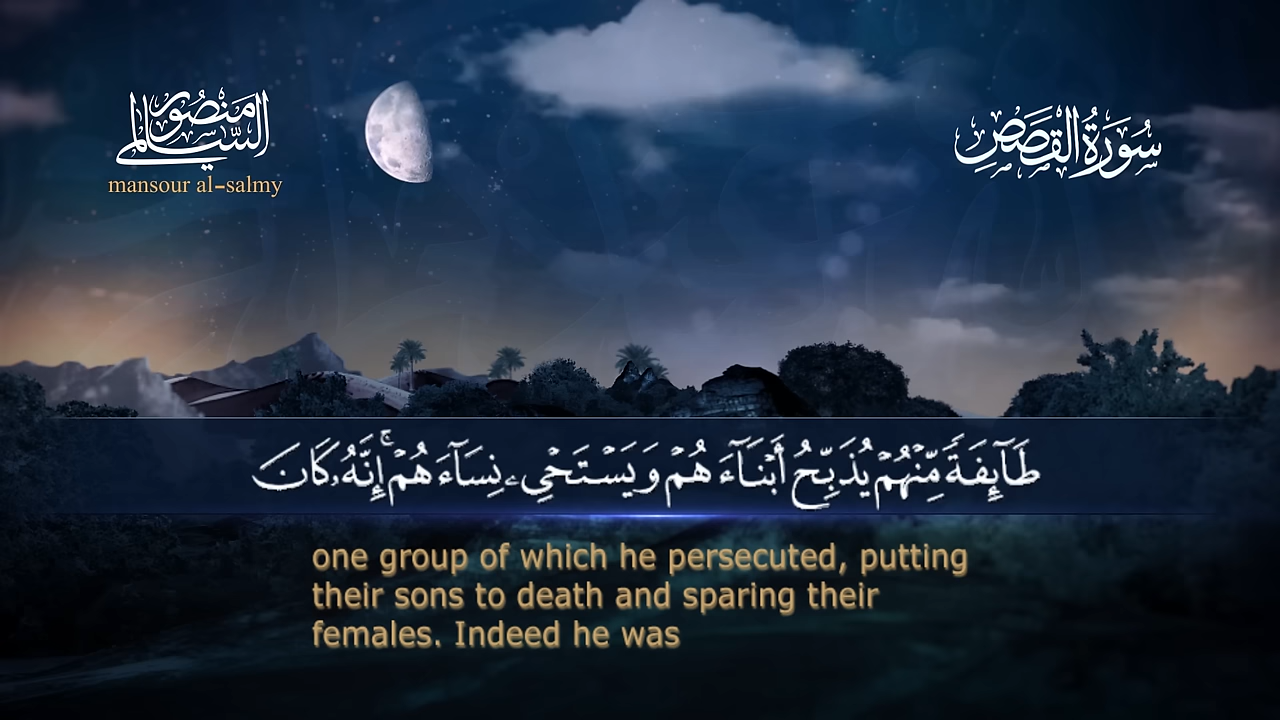 منصور
السالمي
mansour al-salmy
سُورَةُ القَصَصِ
طَآئِفَةً مِّنْهُمْ يُذَبِّحُ أَبْنَآءَهُمْ وَيَسْتَحْىِۦ نِسَآءَهُمْ ۚ إِنَّهُۥ كَانَ
one group of which he persecuted, putting
their sons to death and sparing their
females. Indeed he was